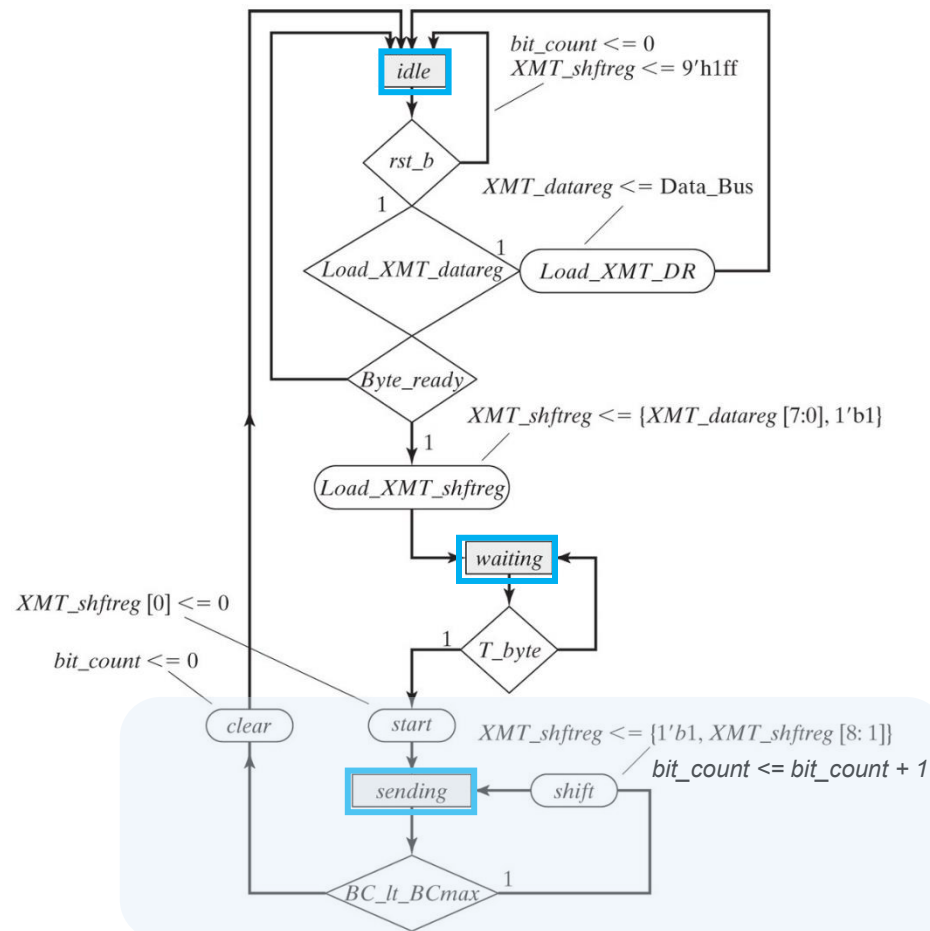 bit_count <= 0
XMT_shftreg <= 9'h1ff
idle
rst_b
XMT_datareg <= Data_Bus
1
1
Load_XMT_datareg
Load_XMT_DR
Byte_ready
XMT_shftreg <= {XMT_datareg [7:0], 1'b1}
1
Load_XMT_shftreg
waiting
XMT_shftreg [0] <= 0
1
T_byte
bit_count <= 0
clear
start
XMT_shftreg <= {1'b1, XMT_shftreg [8: 1]}
bit_count <= bit_count + 1
sending
shift
BC_lt_BCmax
1